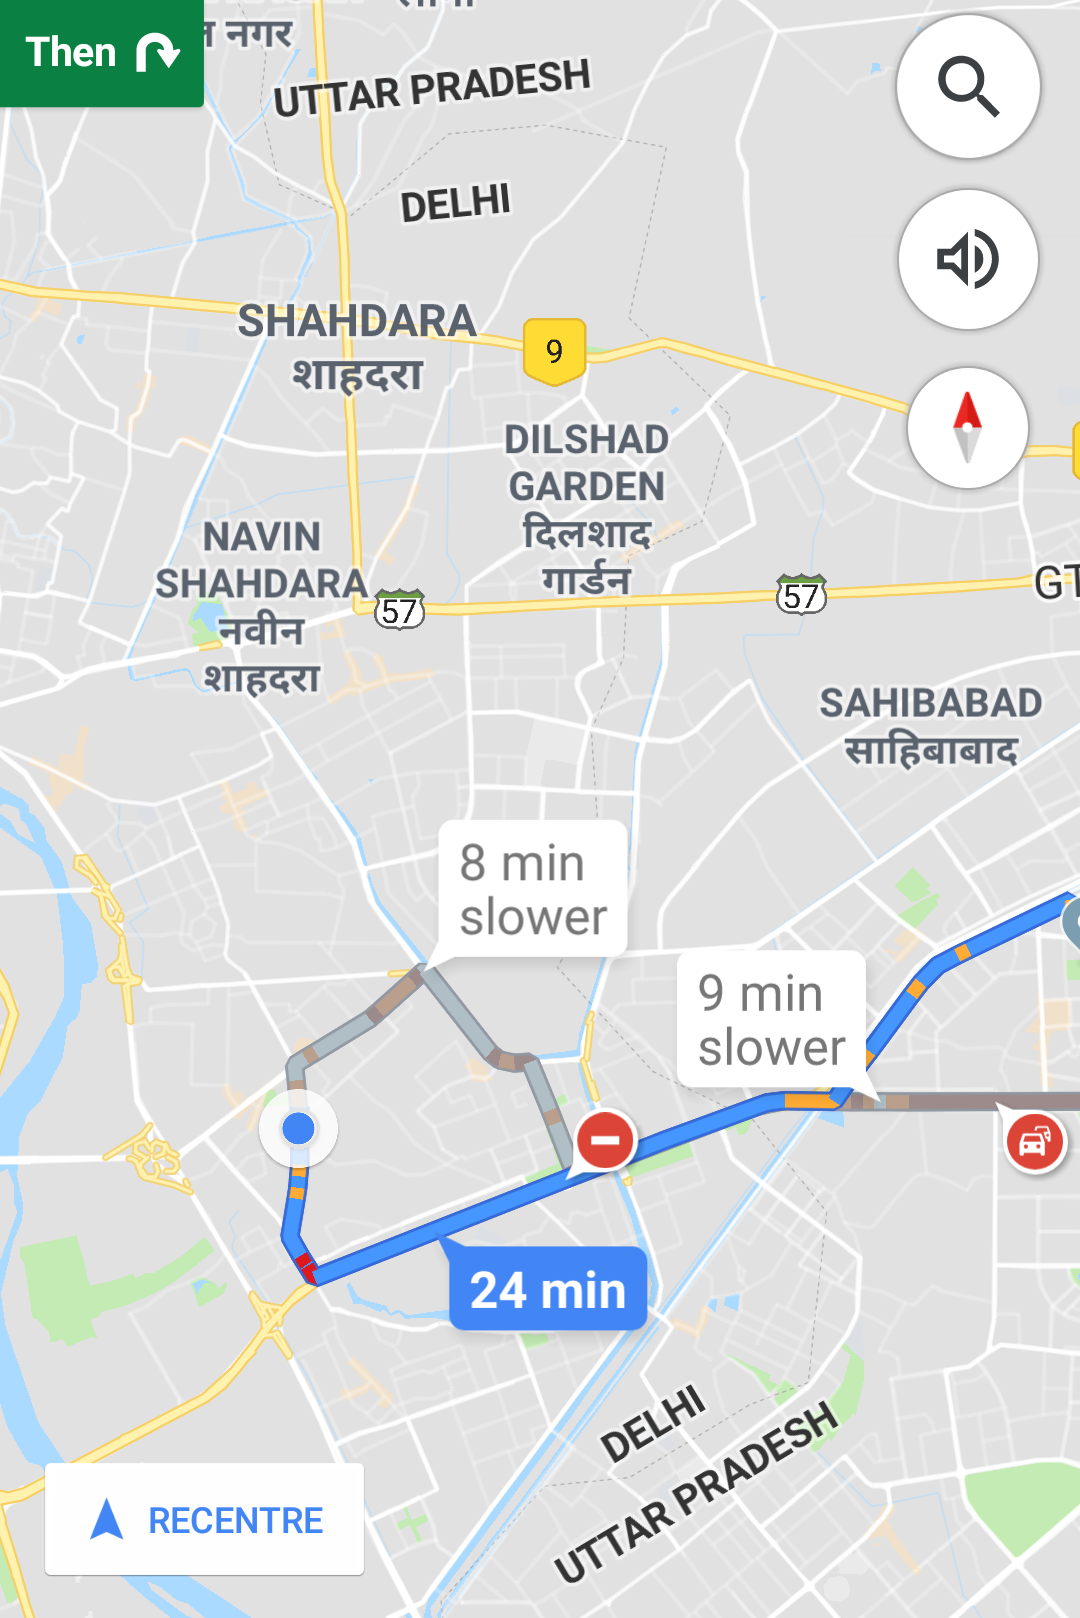 Then
नगर
UTTAR PRADESH
DELHI
SHAHDARA
शाहदरा
9
DILSHAD
GARDEN
दिलशाद
गार्डन
NAVIN
SHAHDARA
नवीन
शाहदरा
57
57
GT
SAHIBABAD
साहिबाबाद
8 min
slower
9 min
slower
24 min
DELHI
UTTAR PRADESH
RECENTRE